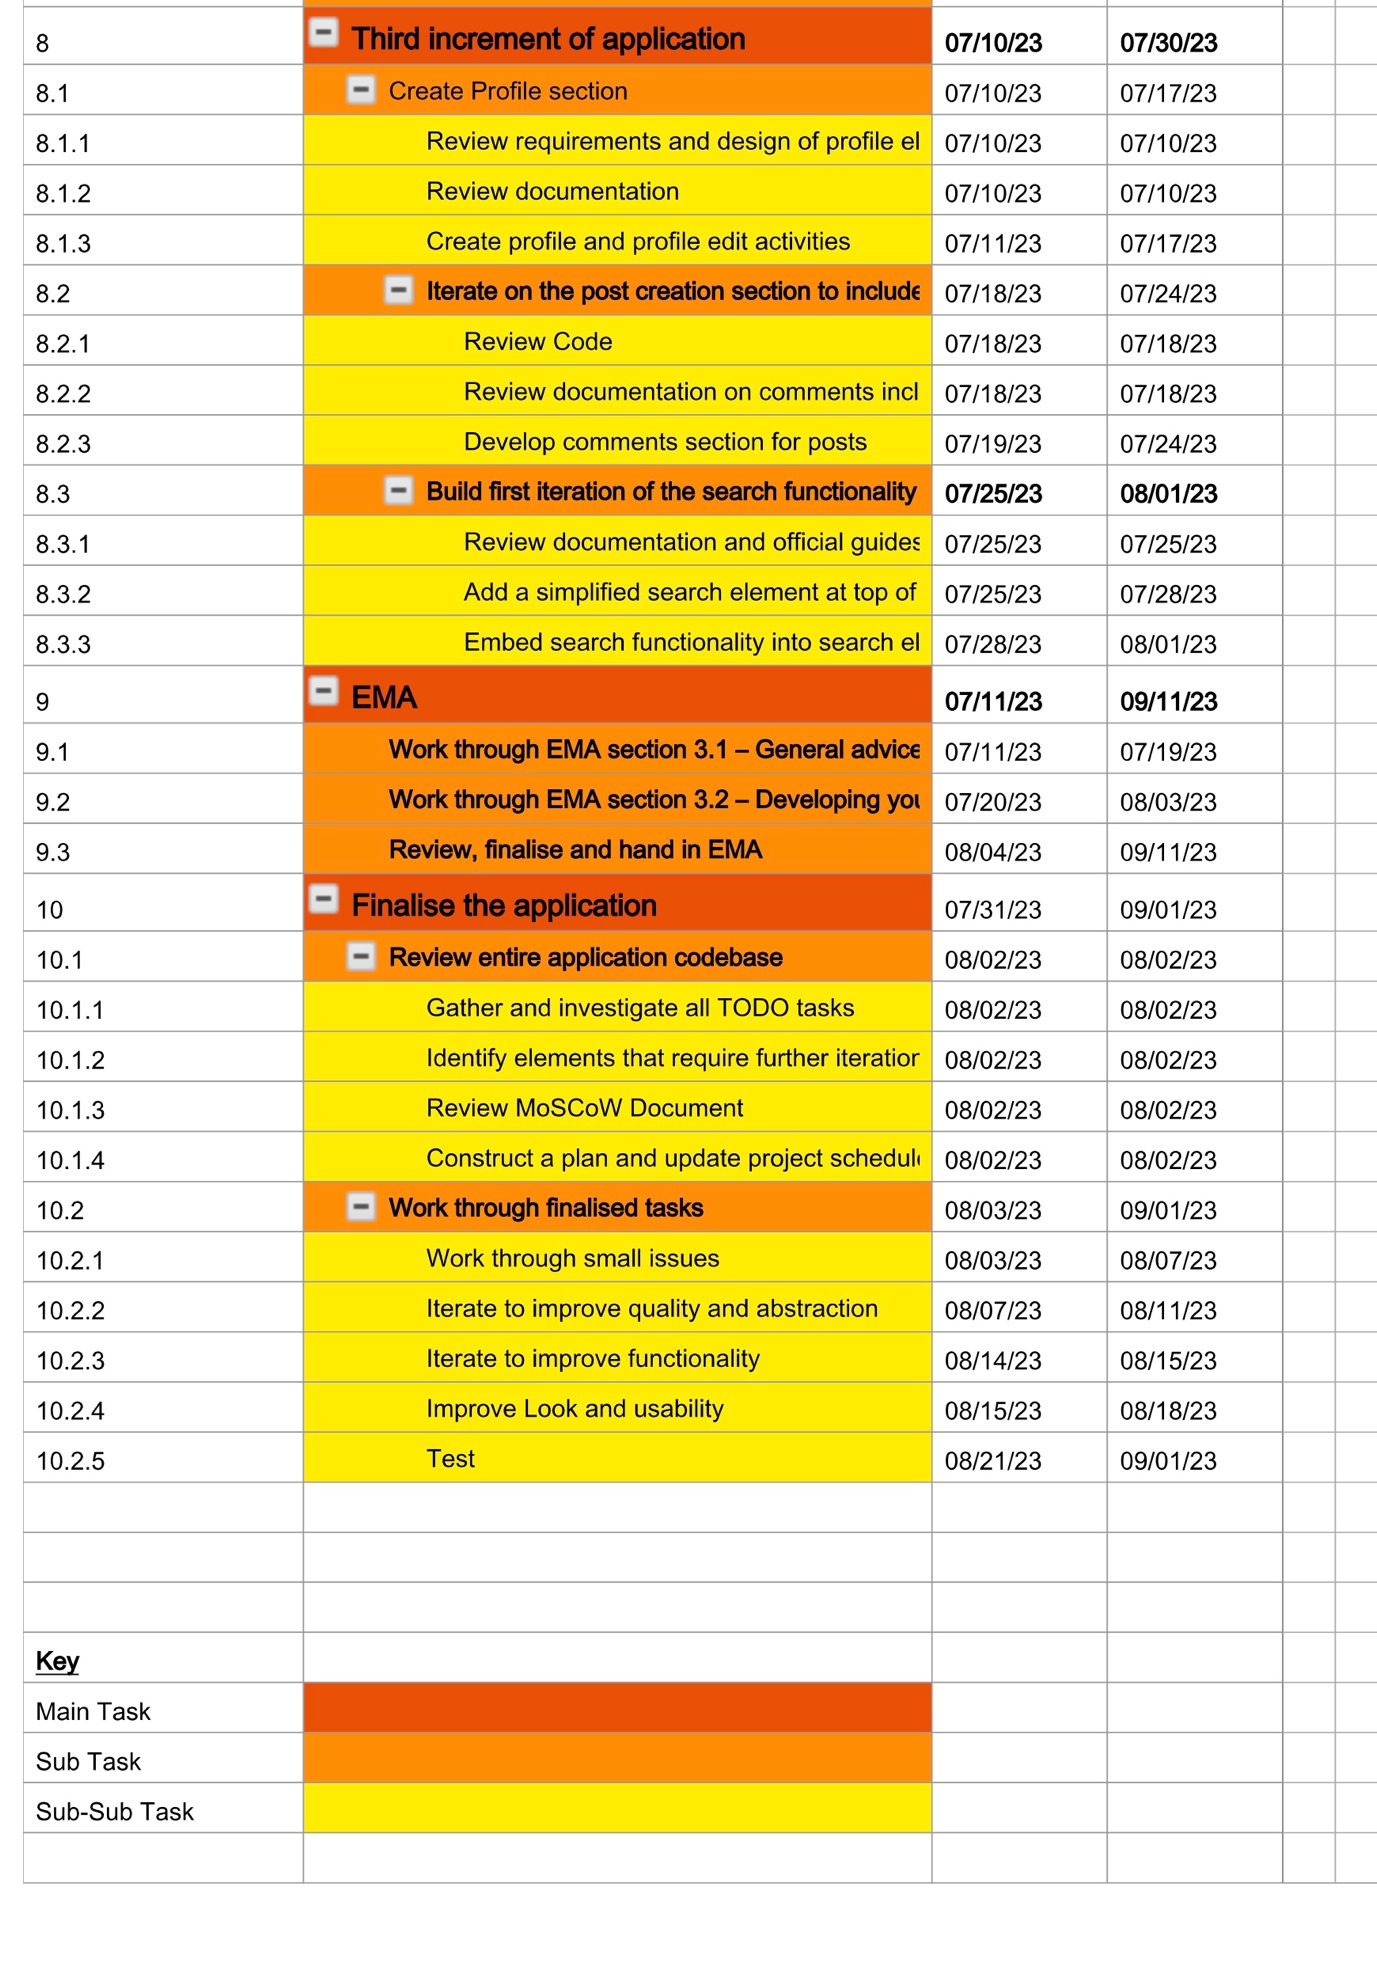 8 Third increment of application 07/10/23 07/30/23
8.1 Create Profile section 07/10/23 07/17/23
8.1.1 Review requirements and design of profile el 07/10/23 07/10/23
8.1.2 Review documentation 07/10/23 07/10/23
8.1.3 Create profile and profile edit activities 07/11/23 07/17/23
8.2 Iterate on the post creation section to include 07/18/23 07/24/23
8.2.1 Review Code 07/18/23 07/18/23
8.2.2 Review documentation on comments incl 07/18/23 07/18/23
8.2.3 Develop comments section for posts 07/19/23 07/24/23
8.3 Build first iteration of the search functionality 07/25/23 08/01/23
8.3.1 Review documentation and official guides 07/25/23 07/25/23
8.3.2 Add a simplified search element at top of 07/25/23 07/28/23
8.3.3 Embed search functionality into search el 07/28/23 08/01/23
9 EMA 07/11/23 09/11/23
9.1 Work through EMA section 3.1 – General advice 07/11/23 07/19/23
9.2 Work through EMA section 3.2 – Developing you 07/20/23 08/03/23
9.3 Review, finalise and hand in EMA 08/04/23 09/11/23
10 Finalise the application 07/31/23 09/01/23
10.1 Review entire application codebase 08/02/23 08/02/23
10.1.1 Gather and investigate all TODO tasks 08/02/23 08/02/23
10.1.2 Identify elements that require further iteration 08/02/23 08/02/23
10.1.3 Review MoSCoW Document 08/02/23 08/02/23
10.1.4 Construct a plan and update project schedule 08/02/23 08/02/23
10.2 Work through finalised tasks 08/03/23 09/01/23
10.2.1 Work through small issues 08/03/23 08/07/23
10.2.2 Iterate to improve quality and abstraction 08/07/23 08/11/23
10.2.3 Iterate to improve functionality 08/14/23 08/15/23
10.2.4 Improve Look and usability 08/15/23 08/18/23
10.2.5 Test 08/21/23 09/01/23
Key
Main Task
Sub Task
Sub-Sub Task